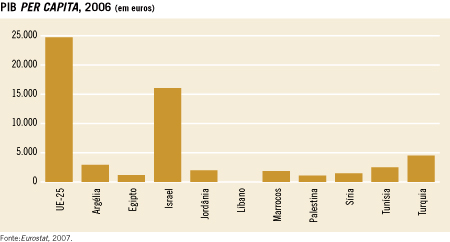 PIB PER CAPITA, 2006 (em euros)
25.000
20.000
15.000
10.000
5.000
0
UE-25
Argélia
Egipto
Israel
Jordânia
Líbano
Marrocos
Palestina
Síria
Tunísia
Turquia
Fonte: Eurostat, 2007.